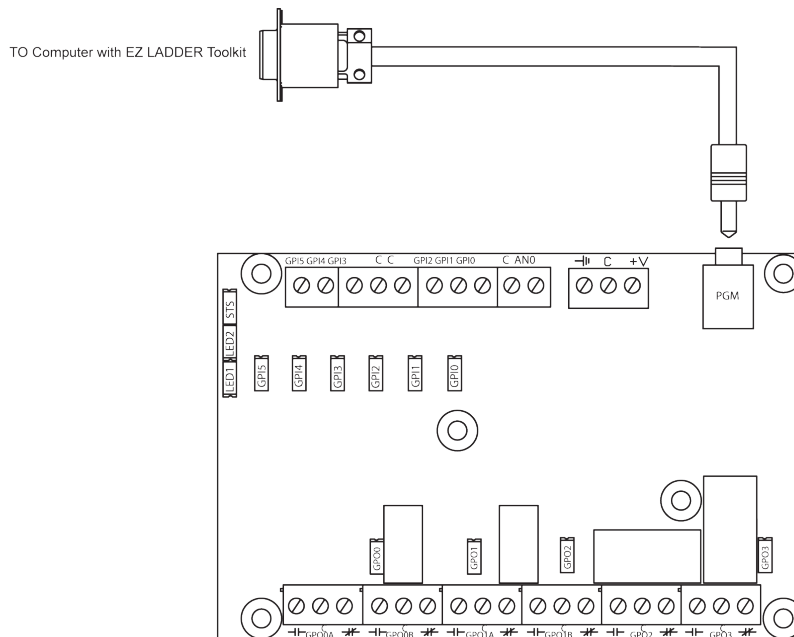 TO Computer with EZ LADDER Toolkit
GPI5 GPI4 GPI3 C C GPI2 GPI1 GPI0 C AN0 C +V
PGM
STS
LED2
LED1
GPI5 GPI4 GPI3 GPI2 GPI1 GPI0
GPO0 GPO1 GPO2 GPO3
C C C C C C
GPO0A GPO0B GPO1A GPO1B GPO2 GPO3